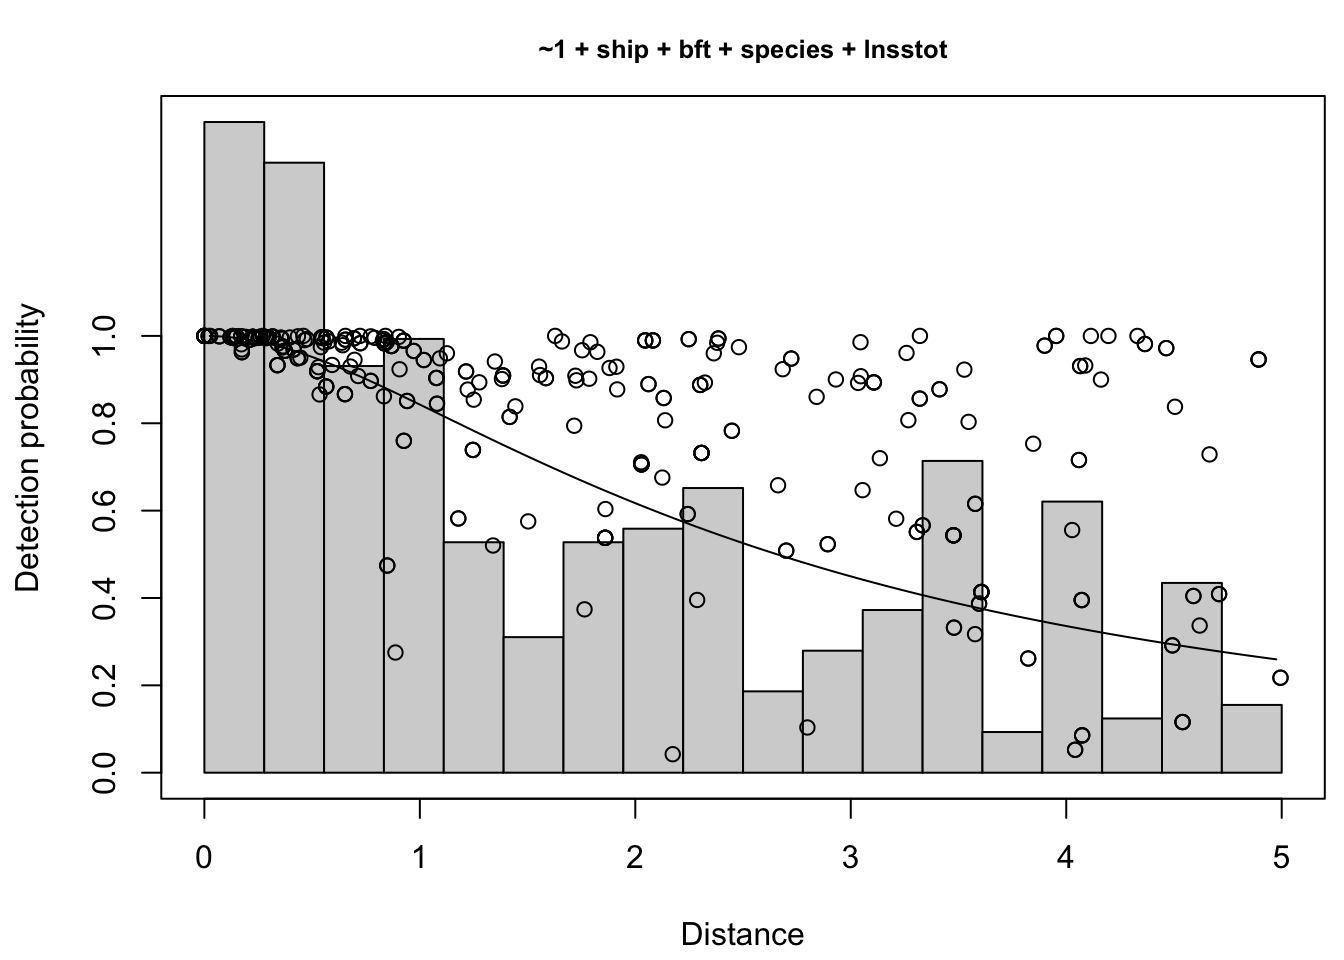 ~1 + ship + bft + species + lnsstot
Detection probability
1.0
0.8
0.6
0.4
0.2
0.0
0 1 2 3 4 5
Distance